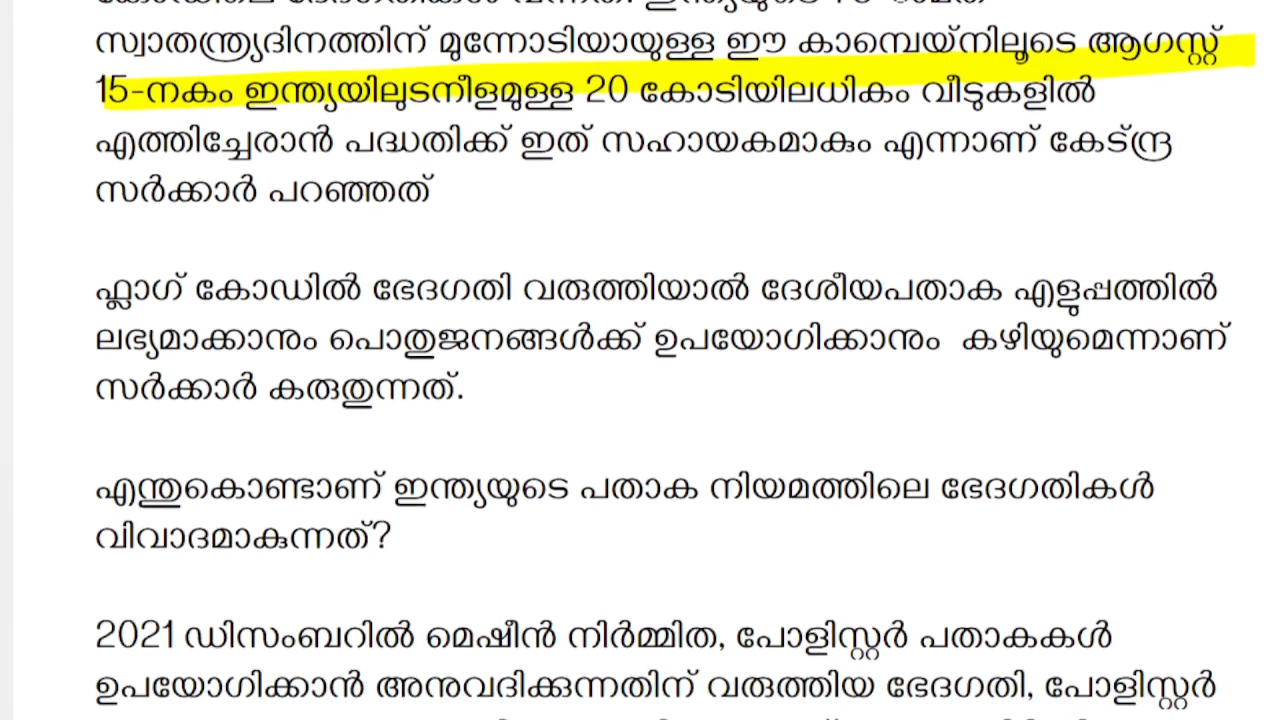 സ്വാതന്ത്ര്യദിനത്തിന് മുന്നോടിയായുള്ള ഈ കാമ്പെയ്നിലൂടെ ആഗസ്റ്റ്
15-നകം ഇന്ത്യയിലുടനീളമുള്ള 20 കോടിയിലധികം വീടുകളിൽ
എത്തിച്ചേരാൻ പദ്ധതിക്ക് ഇത് സഹായകമാകും എന്നാണ് കേട്ന്ദ്ര
സർക്കാർ പറഞ്ഞത്
ഫ്ലാഗ് കോഡിൽ ഭേദഗതി വരുത്തിയാൽ ദേശീയപതാക എളുപ്പത്തിൽ
ലഭ്യമാക്കാനും പൊതുജനങ്ങൾക്ക് ഉപയോഗിക്കാനും കഴിയുമെന്നാണ്
സർക്കാർ കരുതുന്നത്.
എന്തുകൊണ്ടാണ് ഇന്ത്യയുടെ പതാക നിയമത്തിലെ ഭേദഗതികൾ
വിവാദമാകുന്നത്?
2021 ഡിസംബറിൽ മെഷീൻ നിർമ്മിത, പോളിസ്റ്റർ പതാകകൾ
ഉപയോഗിക്കാൻ അനുവദിക്കുന്നതിന് വരുത്തിയ ഭേദഗതി, പോളിസ്റ്റർ